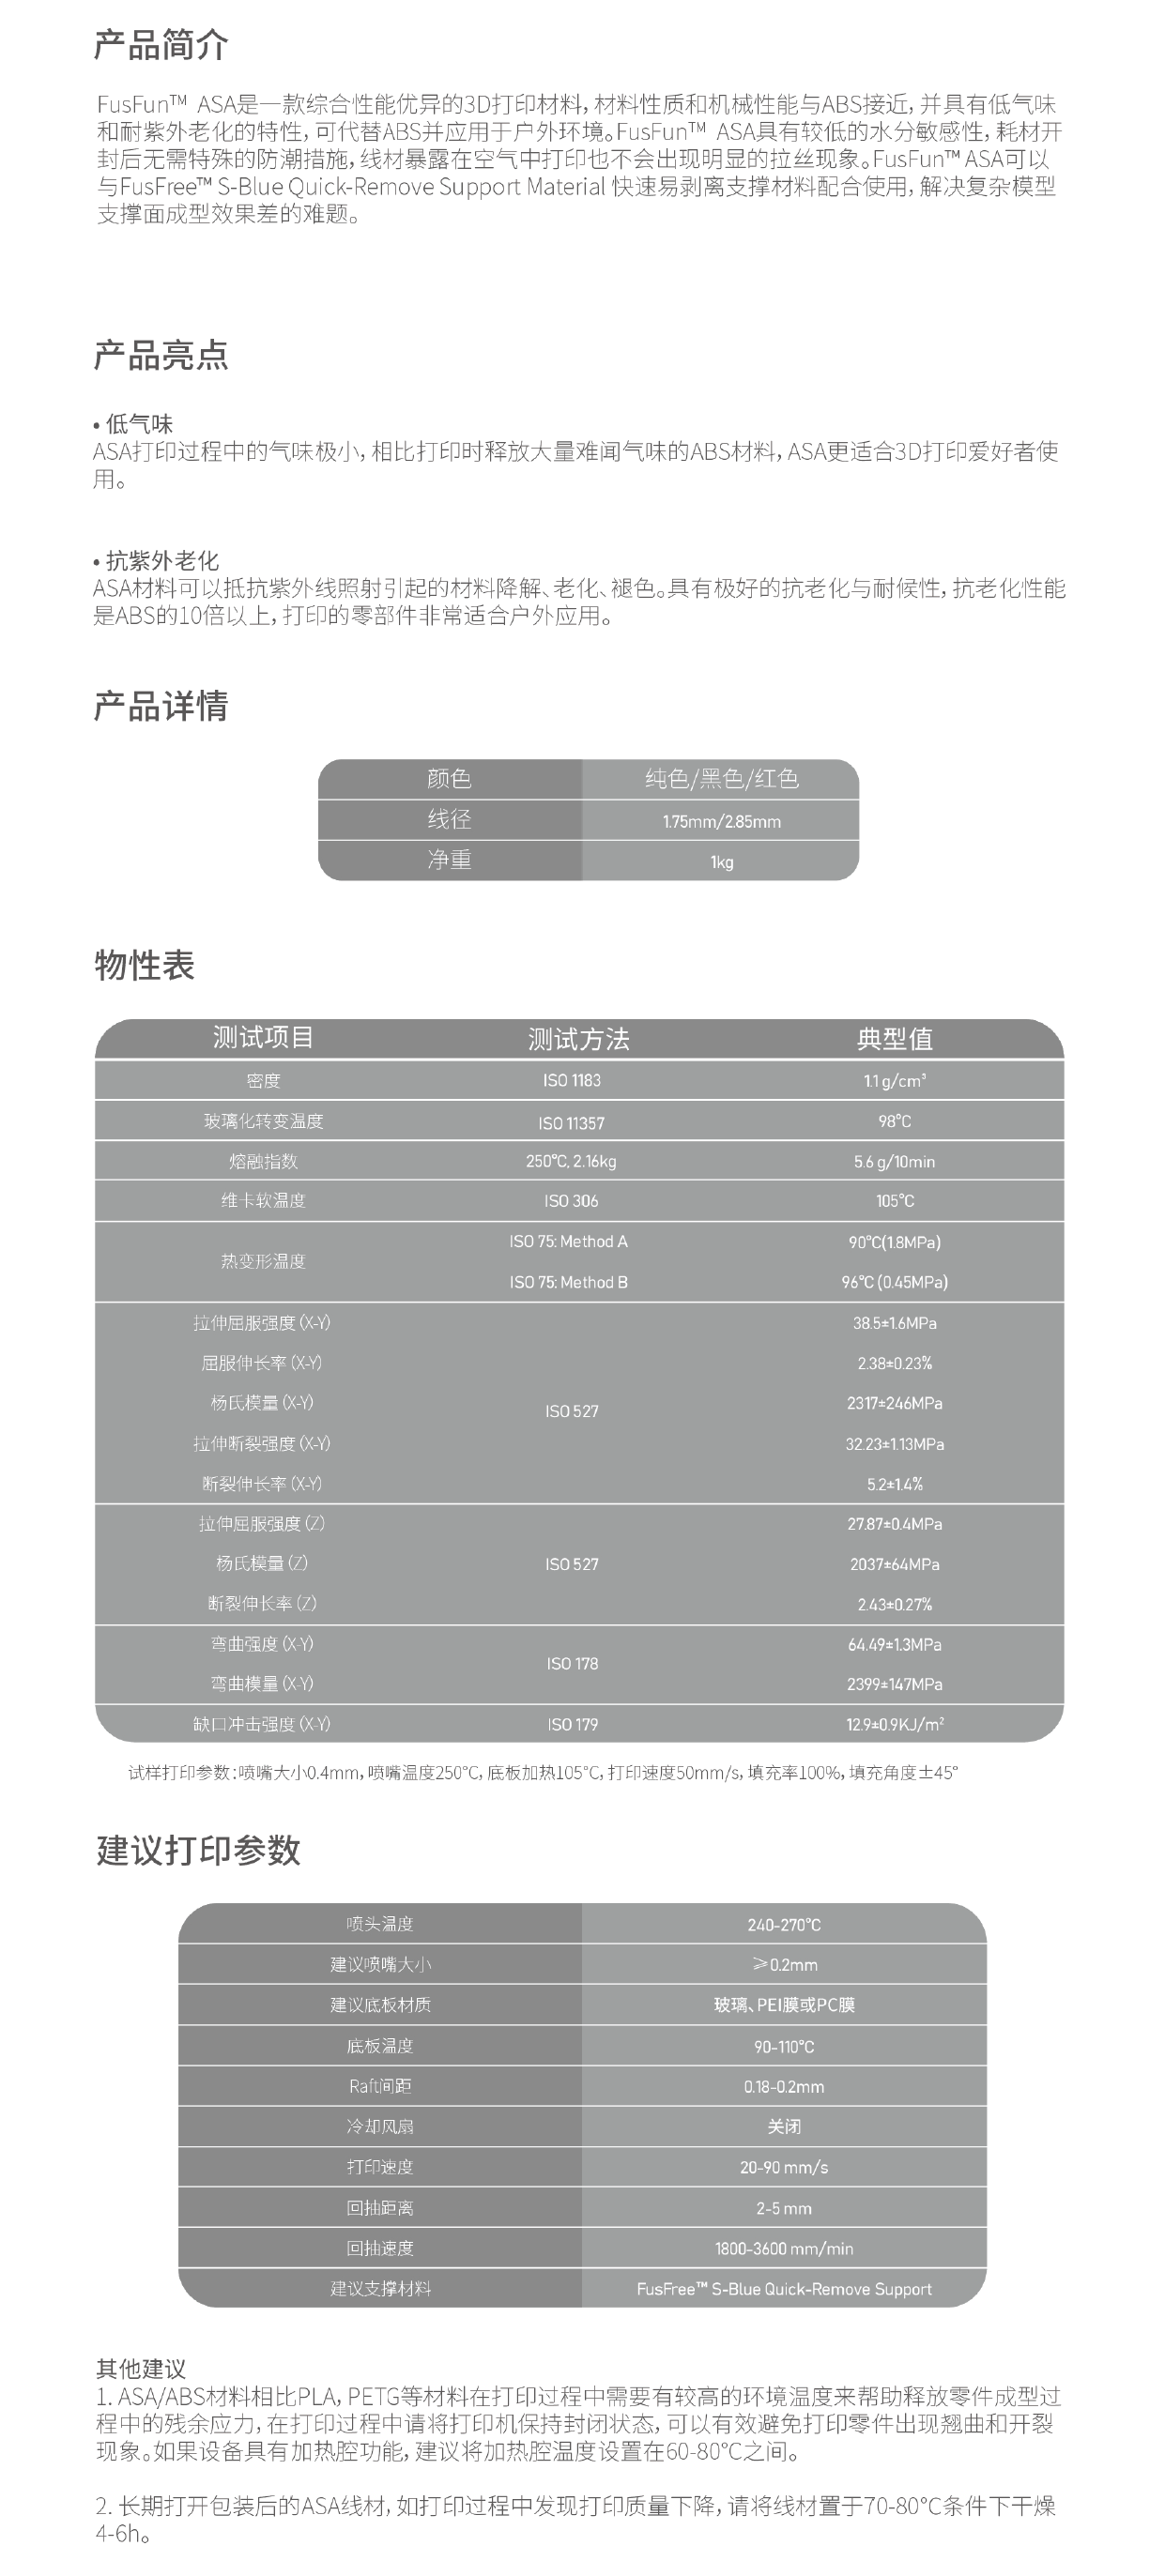 产品简介
FusFun™ ASA是一款综合性能优异的3D打印材料，材料性质和机械性能与ABS接近，并具有低气味
和耐紫外老化的特性，可代替ABS并应用于户外环境。FusFun™ ASA具有较低的水分敏感性，耗材开
封后无需特殊的防潮措施，线材暴露在空气中打印也不会出现明显的拉丝现象。FusFun™ ASA可以
与FusFree™ S-Blue Quick-Remove Support Material 快速易剥离支撑材料配合使用，解决复杂模型
支撑面成型效果差的难题。
产品亮点
• 低气味
ASA打印过程中的气味极小，相比打印时释放大量难闻气味的ABS材料，ASA更适合3D打印爱好者使
用。
• 抗紫外老化
ASA材料可以抵抗紫外线照射引起的材料降解、老化、褪色。具有极好的抗老化与耐候性，抗老化性能
是ABS的10倍以上，打印的零部件非常适合户外应用。
产品详情
颜色 纯色/黑色/红色
线径 1.75mm/2.85mm
净重 1kg
物性表
测试项目 测试方法 典型值
密度 ISO 1183 1.1 g/cm³
玻璃化转变温度 ISO 11357 98°C
熔融指数 250°C, 2.16kg 5.6 g/10min
维卡软温度 ISO 306 105°C
热变形温度 ISO 75: Method A 90°C(1.8MPa)
ISO 75: Method B 96°C (0.45MPa)
拉伸屈服强度(X-Y) 38.5±1.6MPa
屈服伸长率(X-Y) 2.38±0.23%
杨氏模量(X-Y) ISO 527 2317±246MPa
拉伸断裂强度(X-Y) 32.23±1.13MPa
断裂伸长率(X-Y) 5.2±1.4%
拉伸屈服强度(Z) 27.87±0.4MPa
杨氏模量(Z) ISO 527 2037±64MPa
断裂伸长率(Z) 2.43±0.27%
弯曲强度(X-Y) ISO 178 64.49±1.3MPa
弯曲模量(X-Y) 2399±147MPa
缺口冲击强度(X-Y) ISO 179 12.9±0.9KJ/m²
试样打印参数：喷嘴大小0.4mm，喷嘴温度250°C，底板加热105°C，打印速度50mm/s，填充率100%，填充角度±45°
建议打印参数
喷头温度 240-270°C
建议喷嘴大小 ⩾0.2mm
建议底板材质 玻璃、PEI膜或PC膜
底板温度 90-110°C
Raft间距 0.18-0.2mm
冷却风扇 关闭
打印速度 20-90 mm/s
回抽距离 2-5 mm
回抽速度 1800-3600 mm/min
建议支撑材料 FusFree™ S-Blue Quick-Remove Support
其他建议
1. ASA/ABS材料相比PLA，PETG等材料在打印过程中需要有较高的环境温度来帮助释放零件成型过
程中的残余应力，在打印过程中请将打印机保持封闭状态，可以有效避免打印零件出现翘曲和开裂
现象。如果设备具有加热腔功能，建议将加热腔温度设置在60-80°C之间。
2. 长期打开包装后的ASA线材，如打印过程中发现打印质量下降，请将线材置于70-80°C条件下干燥
4-6h。